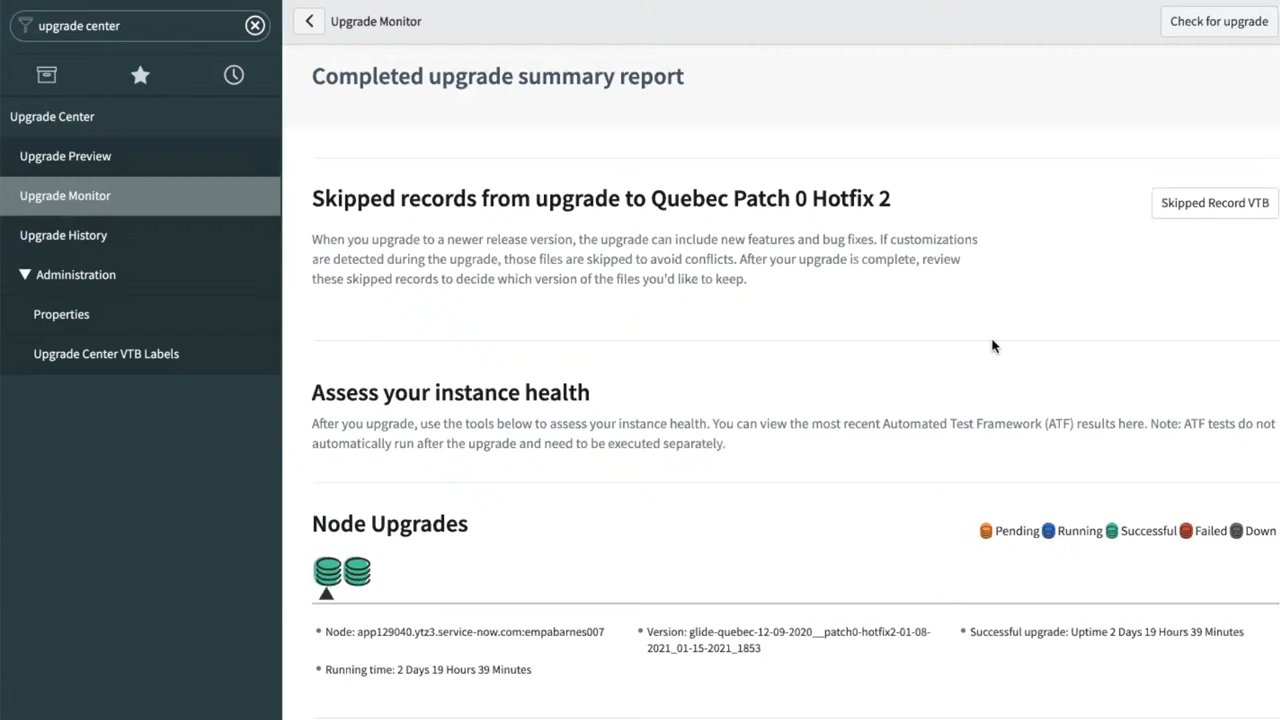 upgrade center
Upgrade Center
Upgrade Preview
Upgrade Monitor
Upgrade History
Administration
Properties
Upgrade Center VTB Labels
Upgrade Monitor
Check for upgrade
Completed upgrade summary report
Skipped records from upgrade to Quebec Patch 0 Hotfix 2
Skipped Record VTB
When you upgrade to a newer release version, the upgrade can include new features and bug fixes. If customizations
are detected during the upgrade, those files are skipped to avoid conflicts. After your upgrade is complete, review
these skipped records to decide which version of the files you'd like to keep.
Assess your instance health
After you upgrade, use the tools below to assess your instance health. You can view the most recent Automated Test Framework (ATF) results here. Note: ATF tests do not
automatically run after the upgrade and need to be executed separately.
Node Upgrades
Pending Running Successful Failed Down
* Node: app129040.ytz3.service-now.com:empabarnes007
* Version: glide-quebec-12-09-2020__patch0-hotfix2-01-08-
2021_01-15-2021_1853
* Successful upgrade: Uptime 2 Days 19 Hours 39 Minutes
* Running time: 2 Days 19 Hours 39 Minutes